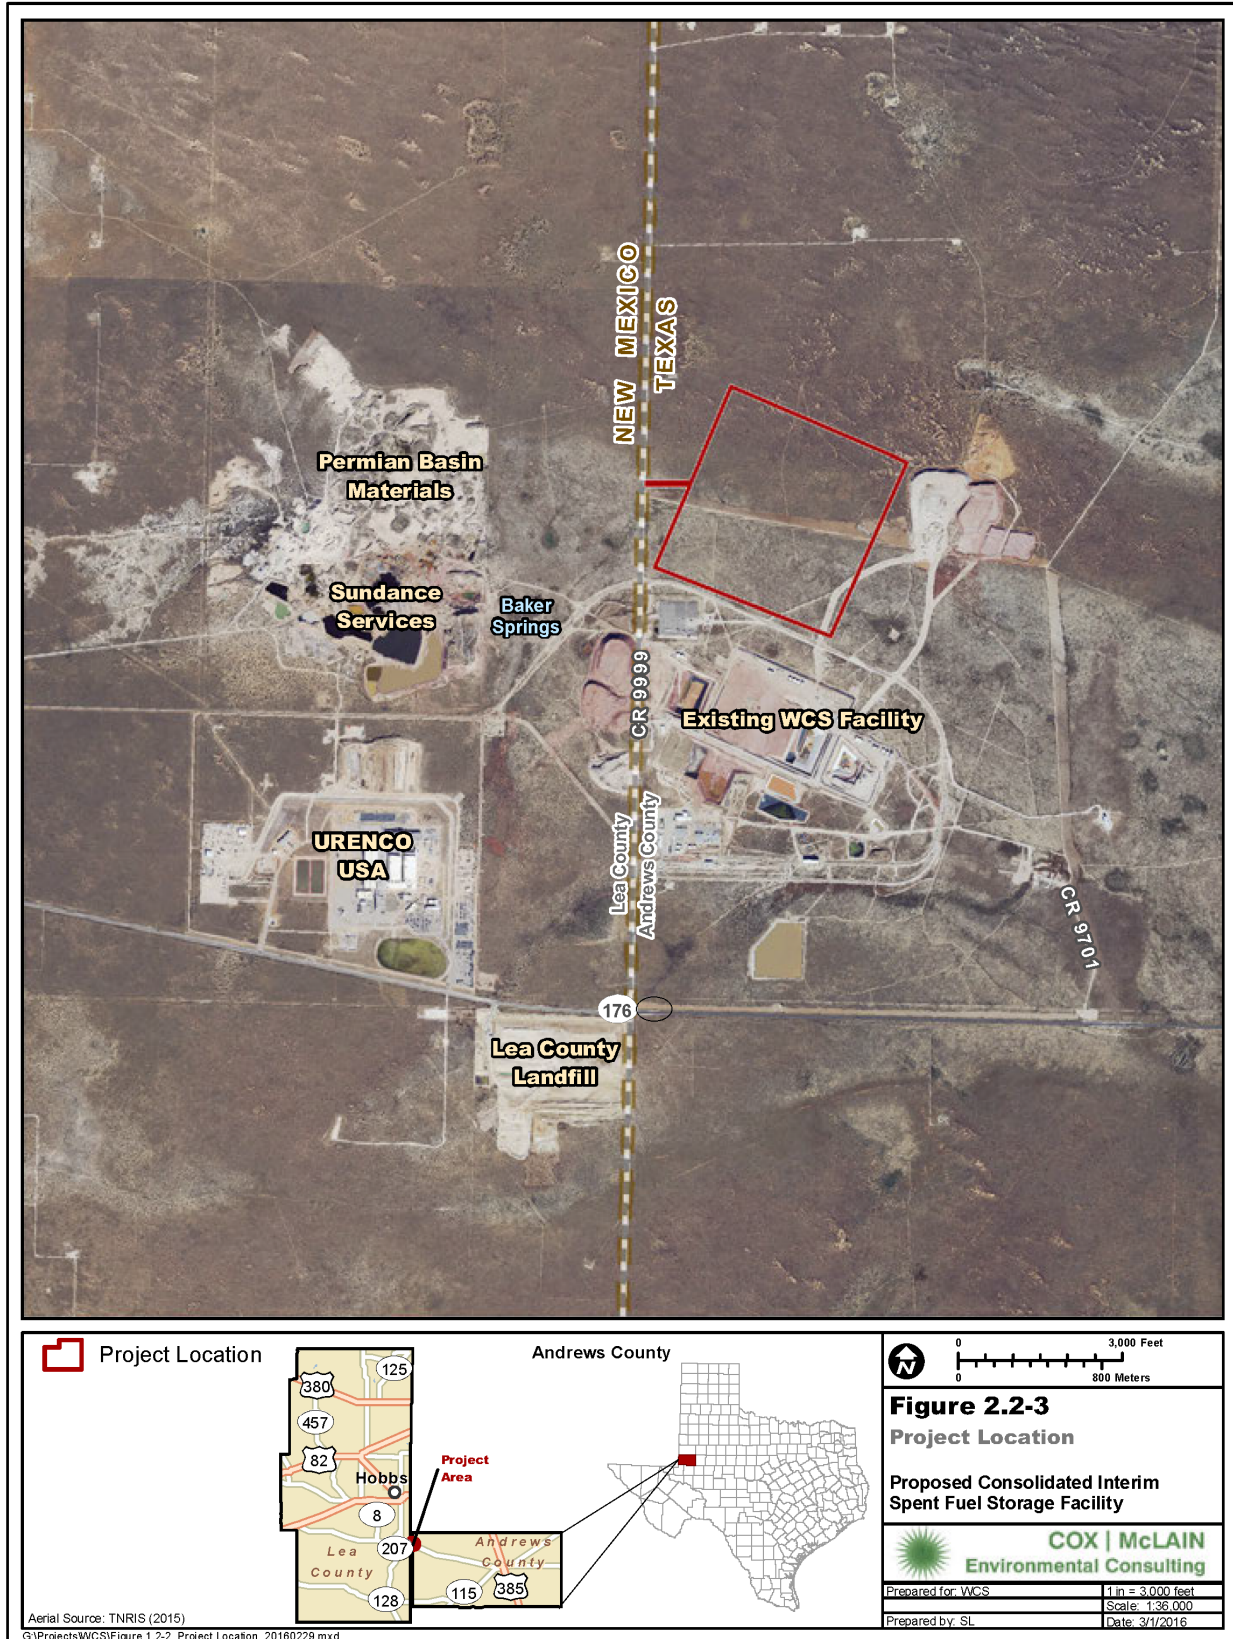 NEW MEXICO
TEXAS
Permian Basin
Materials
Sundance
Services
Baker
Springs
CR 9999
Existing WCS Facility
URENCO
USA
Lea County
Andrews County
CR 9701
176
Lea County
Landfill
Project Location
125
380
457
82
Hobbs
8
207
Lea
County
128
Project
Area
Andrews
County
115
385
Andrews County
N
0
3,000 Feet
0
800 Meters
Figure 2.2-3
Project Location
Proposed Consolidated Interim
Spent Fuel Storage Facility
COX | McLAIN
Environmental Consulting
Prepared for: WCS
1 in = 3,000 feet
Scale: 1:36,000
Prepared by: SL
Date: 3/1/2016
Aerial Source: TNRIS (2015)
G:\Projects\WCS\Figure 1.2-2_Project Location_20160229.mxd